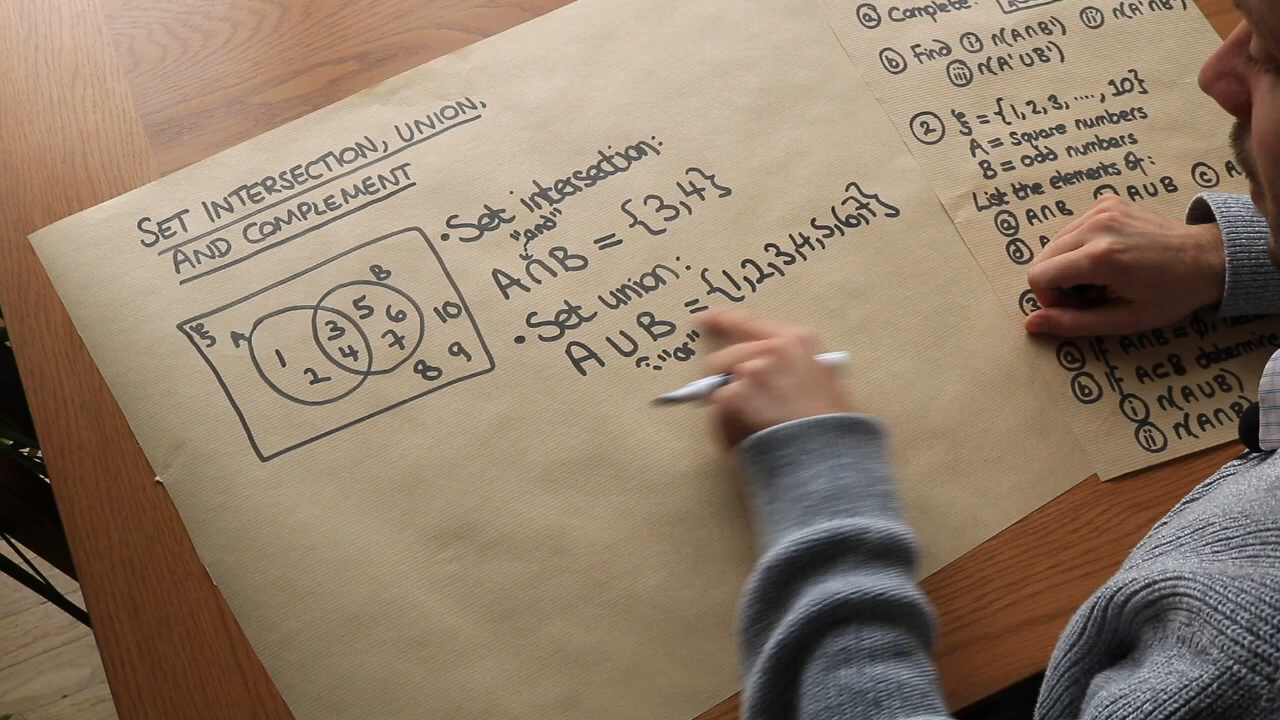 SET INTERSECTION, UNION,
AND COMPLEMENT
ξ
A
B
1
2
3
4
5
6
7
8
9
10
• Set intersection:
"and"
A∩B = {3,4}
• Set union:
A∪B = {1,2,3,4,5,6,7}
"or"
ⓐ Complete:
ⓑ Find ⓘ n(A∩B') ⓘⓘ n(A'∩B')
ⓘⓘⓘ n(A'∪B')
② ξ = {1,2,3, ...., 10}
A = square numbers
B = odd numbers
List the elements of:
ⓐ A∩B A∪B ⓒ A
ⓓ A
③
ⓐ If A∩B = ∅,
ⓑ If A⊂B determine
ⓘ n(A∪B)
ⓘⓘ n(A∩B